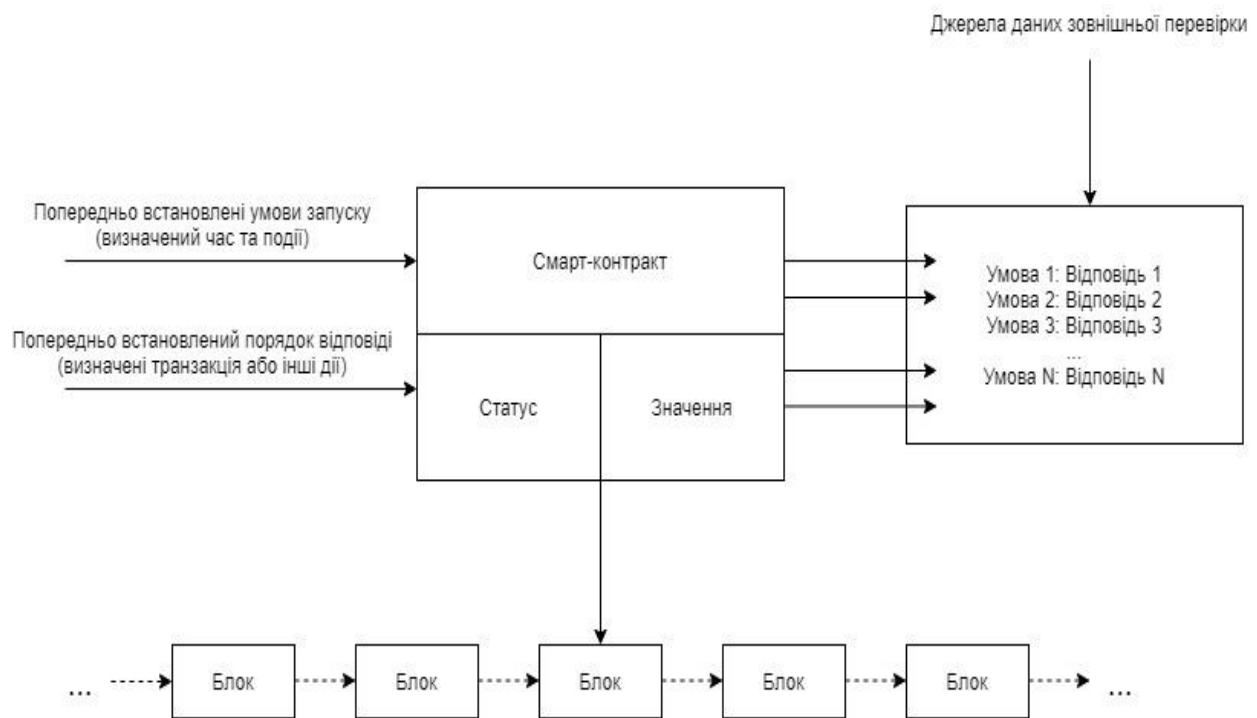 Джерела даних зовнішньої перевірки
Попередньо встановлені умови запуску
(визначений час та події)
Смарт-контракт
Умова 1: Відповідь 1
Умова 2: Відповідь 2
Умова 3: Відповідь 3
...
Умова N: Відповідь N
Попередньо встановлений порядок відповіді
(визначені транзакція або інші дії)
Статус
Значення
...
Блок
Блок
Блок
Блок
Блок
...